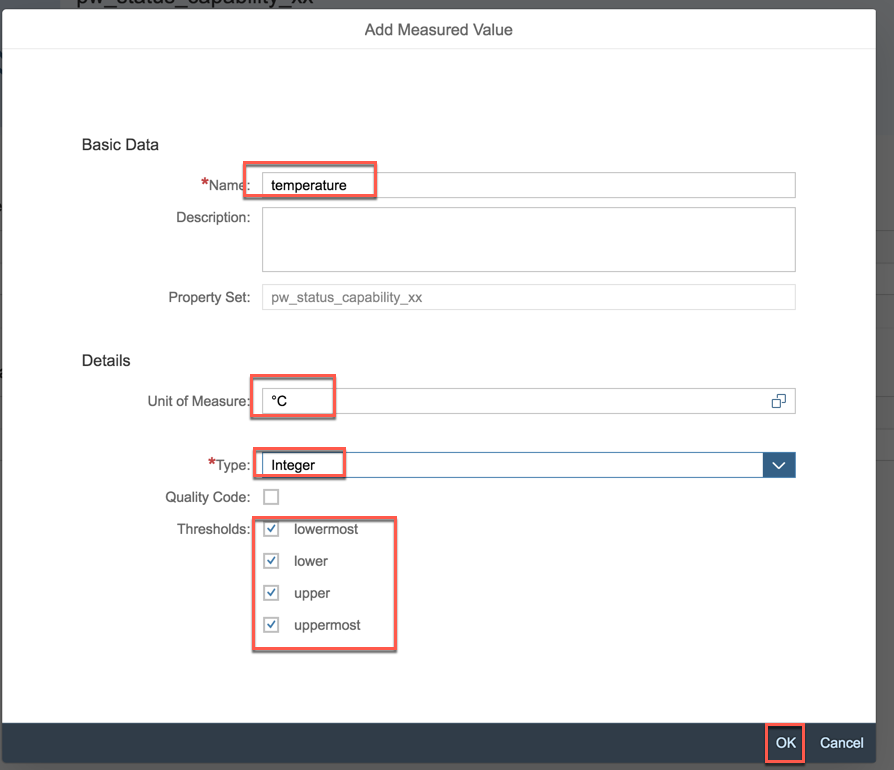 pw_status_capability_xx
Add Measured Value
Basic Data
*Name: temperature
Description:
Property Set: pw_status_capability_xx
Details
Unit of Measure: °C
*Type: Integer
Quality Code:
Thresholds: lowermost
lower
upper
uppermost
OK Cancel